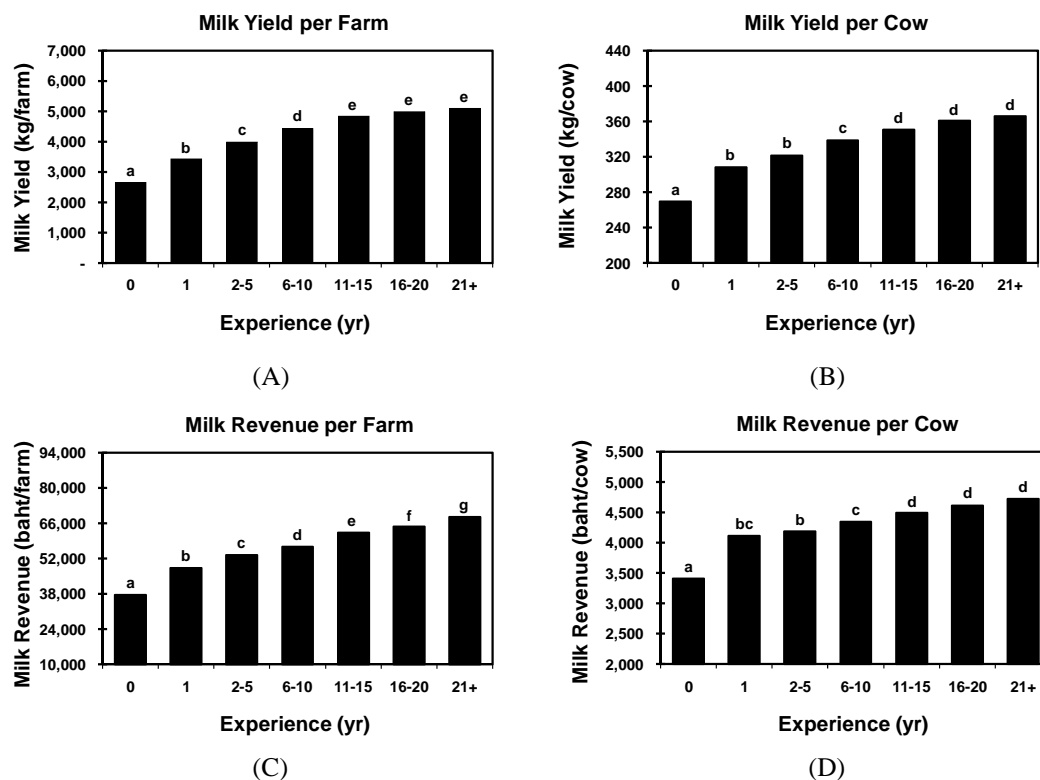 Milk Yield per Farm
Milk Yield (kg/farm)
7,000
6,000
5,000
4,000
3,000
2,000
1,000
-
a b c d e e e
0 1 2-5 6-10 11-15 16-20 21+
Experience (yr)
(A)
Milk Yield per Cow
Milk Yield (kg/cow)
440
400
360
320
280
240
200
a b b c d d d
0 1 2-5 6-10 11-15 16-20 21+
Experience (yr)
(B)
Milk Revenue per Farm
Milk Revenue (baht/farm)
94,000
80,000
66,000
52,000
38,000
24,000
10,000
a b c d e f g
0 1 2-5 6-10 11-15 16-20 21+
Experience (yr)
(C)
Milk Revenue per Cow
Milk Revenue (baht/cow)
5,500
5,000
4,500
4,000
3,500
3,000
2,500
2,000
a bc b c d d d
0 1 2-5 6-10 11-15 16-20 21+
Experience (yr)
(D)